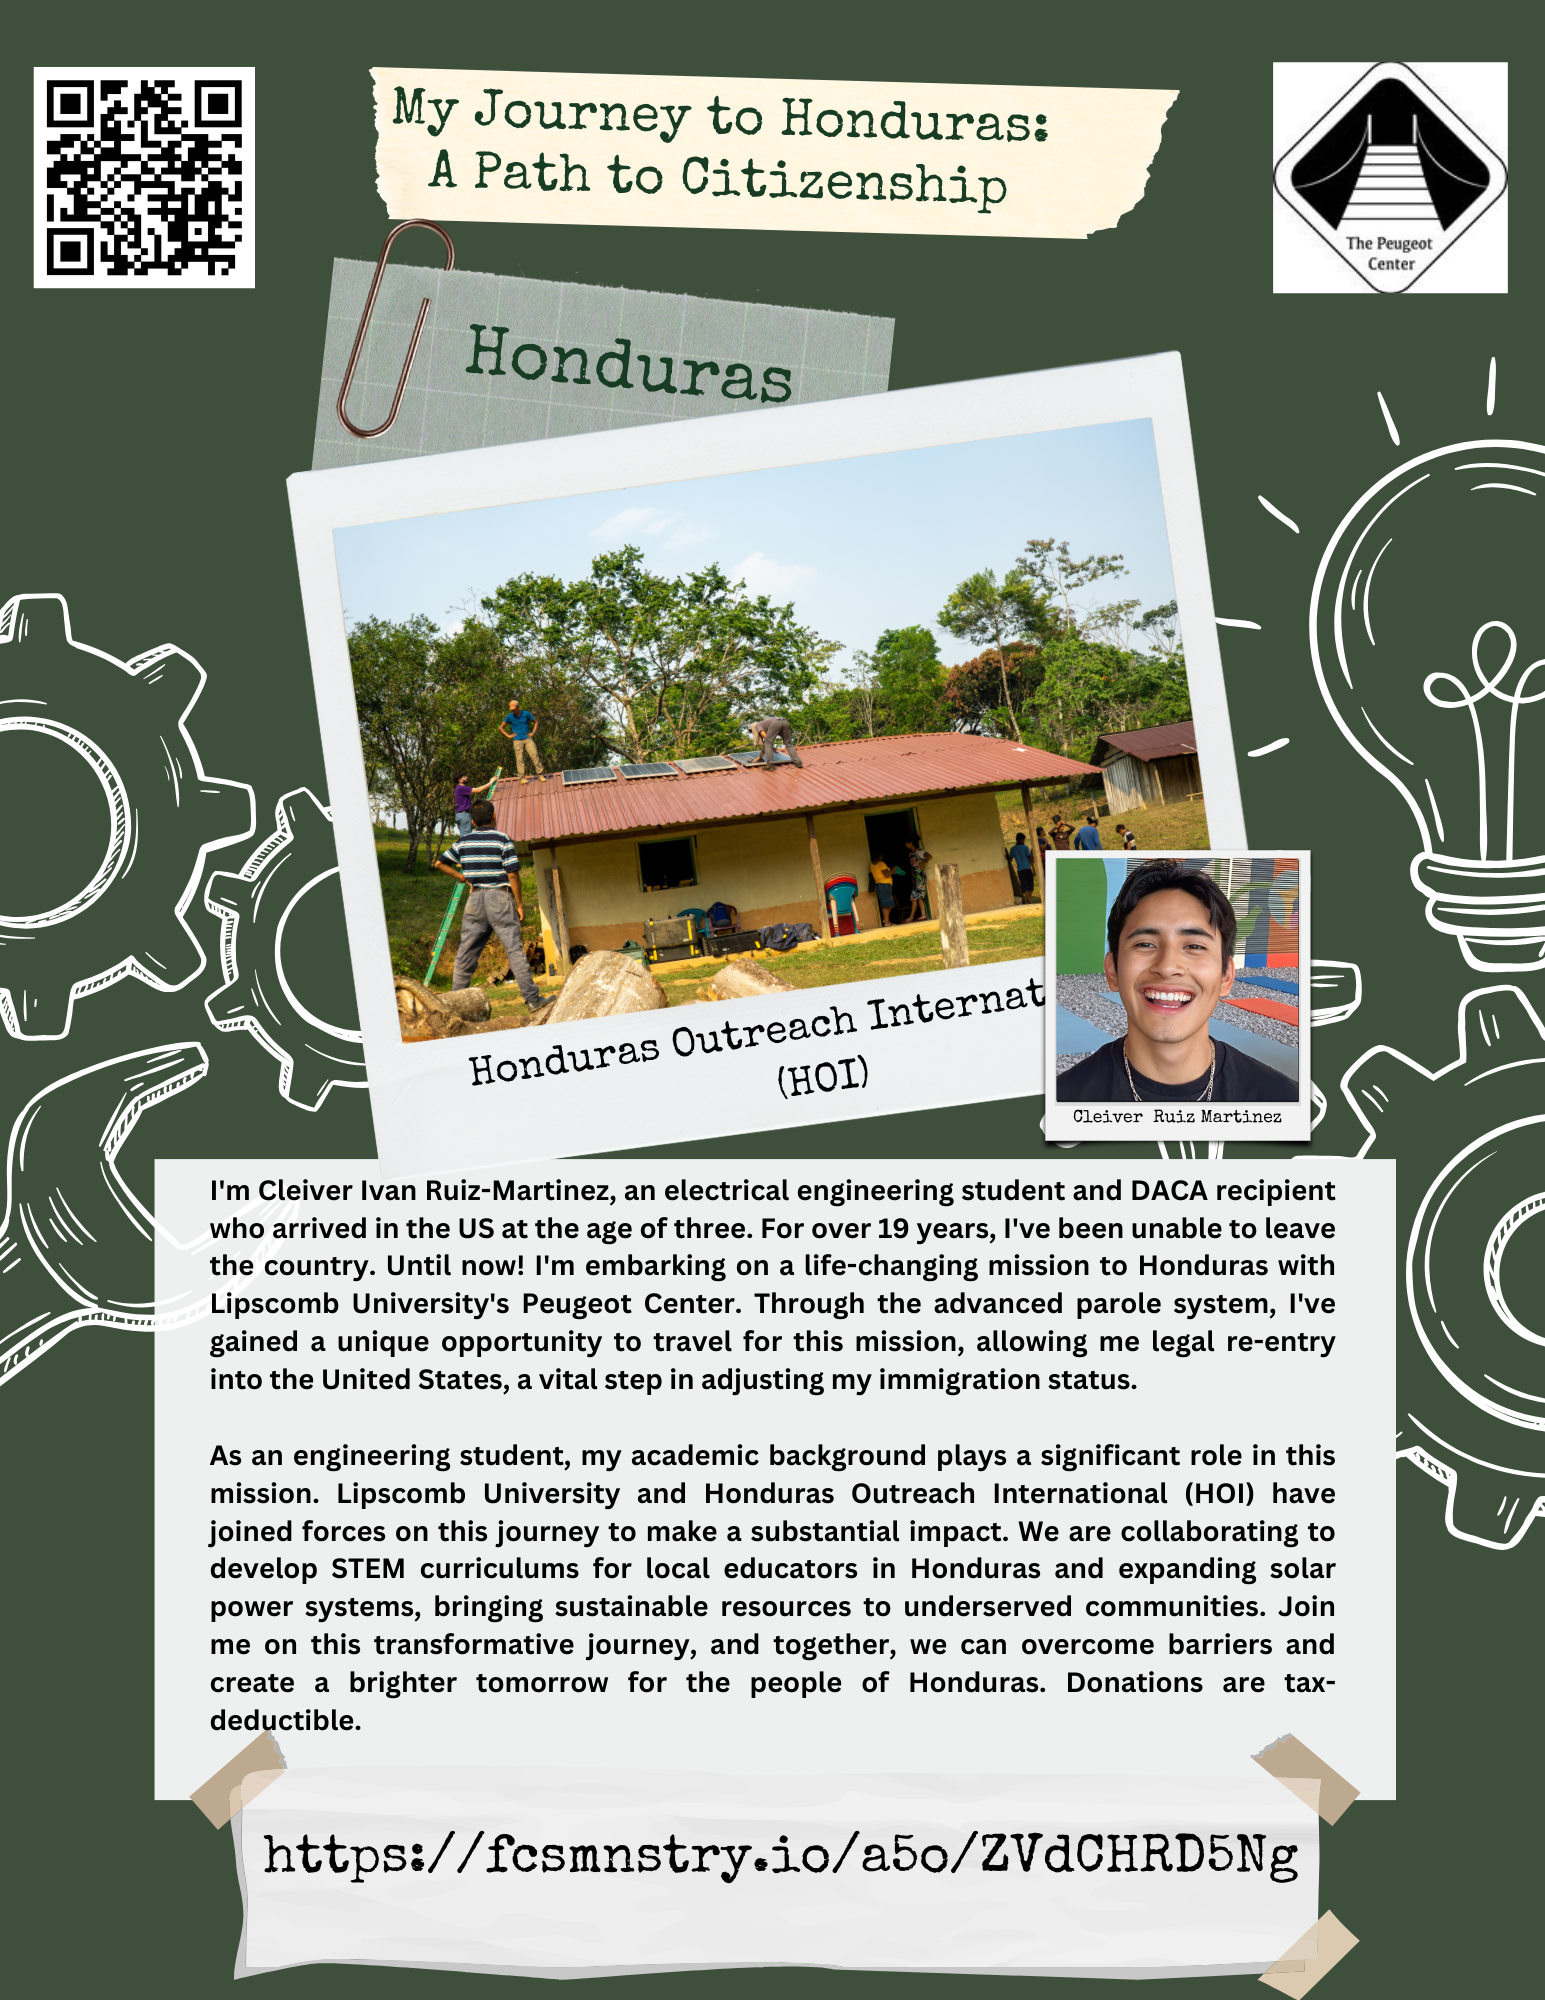 My Journey to Honduras:
A Path to Citizenship
The Peugeot
Center
Honduras
Honduras Outreach Internat
(HOI)
Cleiver Ruiz Martinez
I'm Cleiver Ivan Ruiz-Martinez, an electrical engineering student and DACA recipient
who arrived in the US at the age of three. For over 19 years, I've been unable to leave
the country. Until now! I'm embarking on a life-changing mission to Honduras with
Lipscomb University's Peugeot Center. Through the advanced parole system, I've
gained a unique opportunity to travel for this mission, allowing me legal re-entry
into the United States, a vital step in adjusting my immigration status.
As an engineering student, my academic background plays a significant role in this
mission. Lipscomb University and Honduras Outreach International (HOI) have
joined forces on this journey to make a substantial impact. We are collaborating to
develop STEM curriculums for local educators in Honduras and expanding solar
power systems, bringing sustainable resources to underserved communities. Join
me on this transformative journey, and together, we can overcome barriers and
create a brighter tomorrow for the people of Honduras. Donations are tax-
deductible.
https://fcsmnstry.io/a5o/ZVdCHRD5Ng